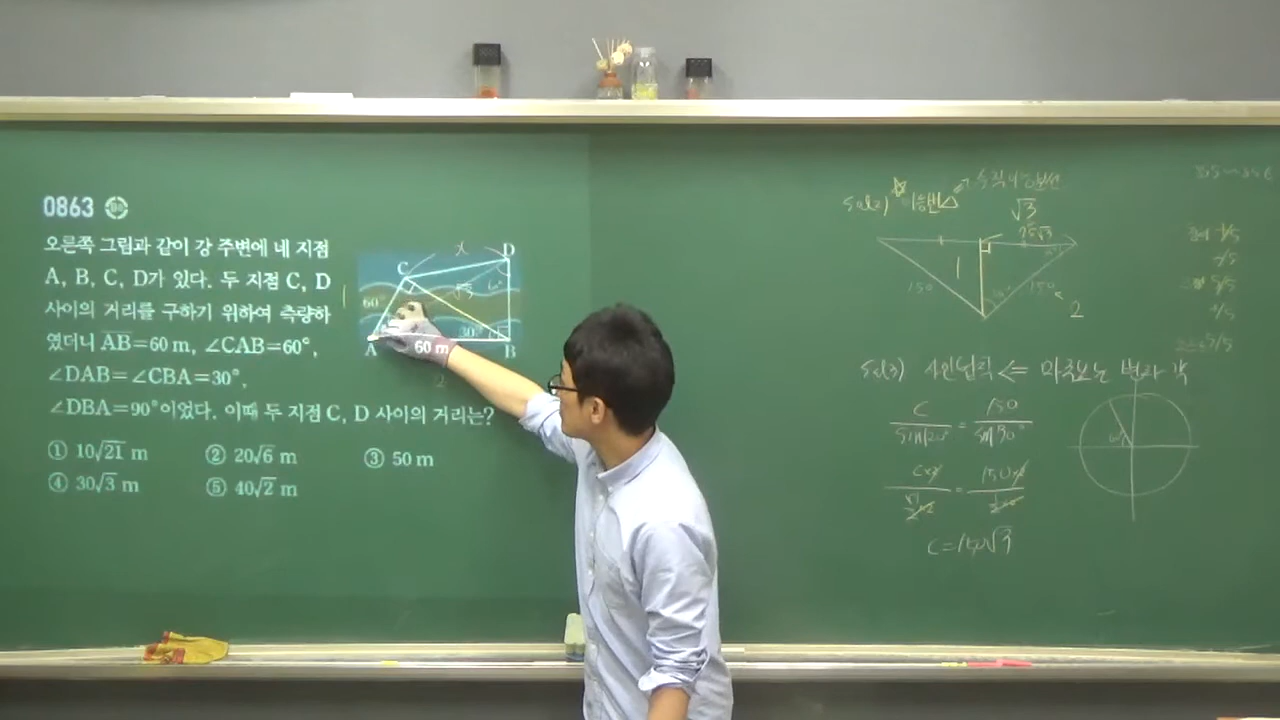 0863
오른쪽 그림과 같이 강 주변에 네 지점
A, B, C, D가 있다. 두 지점 C, D
사이의 거리를 구하기 위하여 측량하
였더니 A̅B̅=60 m, ∠CAB=60°,
∠DAB=∠CBA=30°,
∠DBA=90°이었다. 이때 두 지점 C, D 사이의 거리는?
① 10√21 m ② 20√6 m ③ 50 m
④ 30√3 m ⑤ 40√2 m
D
x
C
60°
30°
A
60 m
B
2
Sol2) ☆ 이등변△
√3
1
150
150
2
Sol3) 사인법칙 ⇐ 마주보는 변과 각
C/sin120° = 150/sin30°
C=150√3